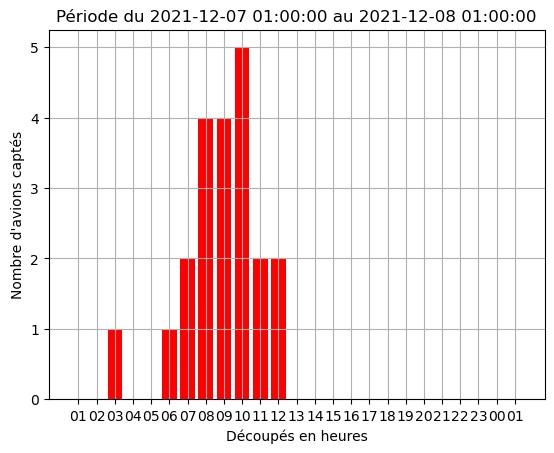 Période du 2021-12-07 01:00:00 au 2021-12-08 01:00:00
Nombre d'avions captés
5
4
3
2
1
0
01 02 03 04 05 06 07 08 09 10 11 12 13 14 15 16 17 18 19 20 21 22 23 00 01
Découpés en heures